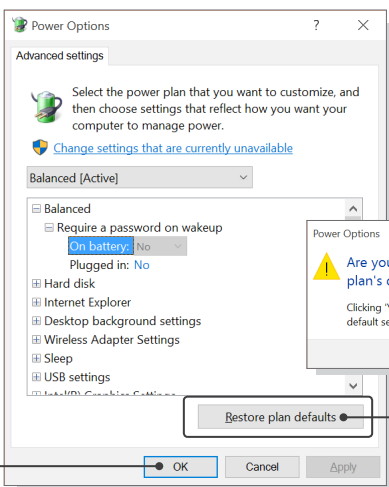 Power Options
?
Advanced settings
Select the power plan that you want to customize, and
then choose settings that reflect how you want your
computer to manage power.
Change settings that are currently unavailable
Balanced [Active]
Balanced
Require a password on wakeup
On battery: No
Plugged in: No
Hard disk
Internet Explorer
Desktop background settings
Wireless Adapter Settings
Sleep
USB settings
Intel(R) Graphics Settings
Power Options
Are you
plan's
Clicking
default se
Restore plan defaults
OK
Cancel
Apply